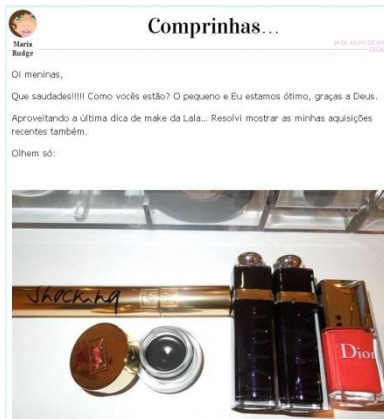 Comprinhas...
Maria
Rudge
Oi meninas,
Que saudades!!!!! Como vocês estão? O pequeno e Eu estamos ótimo, graças a Deus.
Aproveitando a última dica de make da Lala... Resolvi mostrar as minhas aquisições
recentes também.
Olhem só:
shocking
Dior